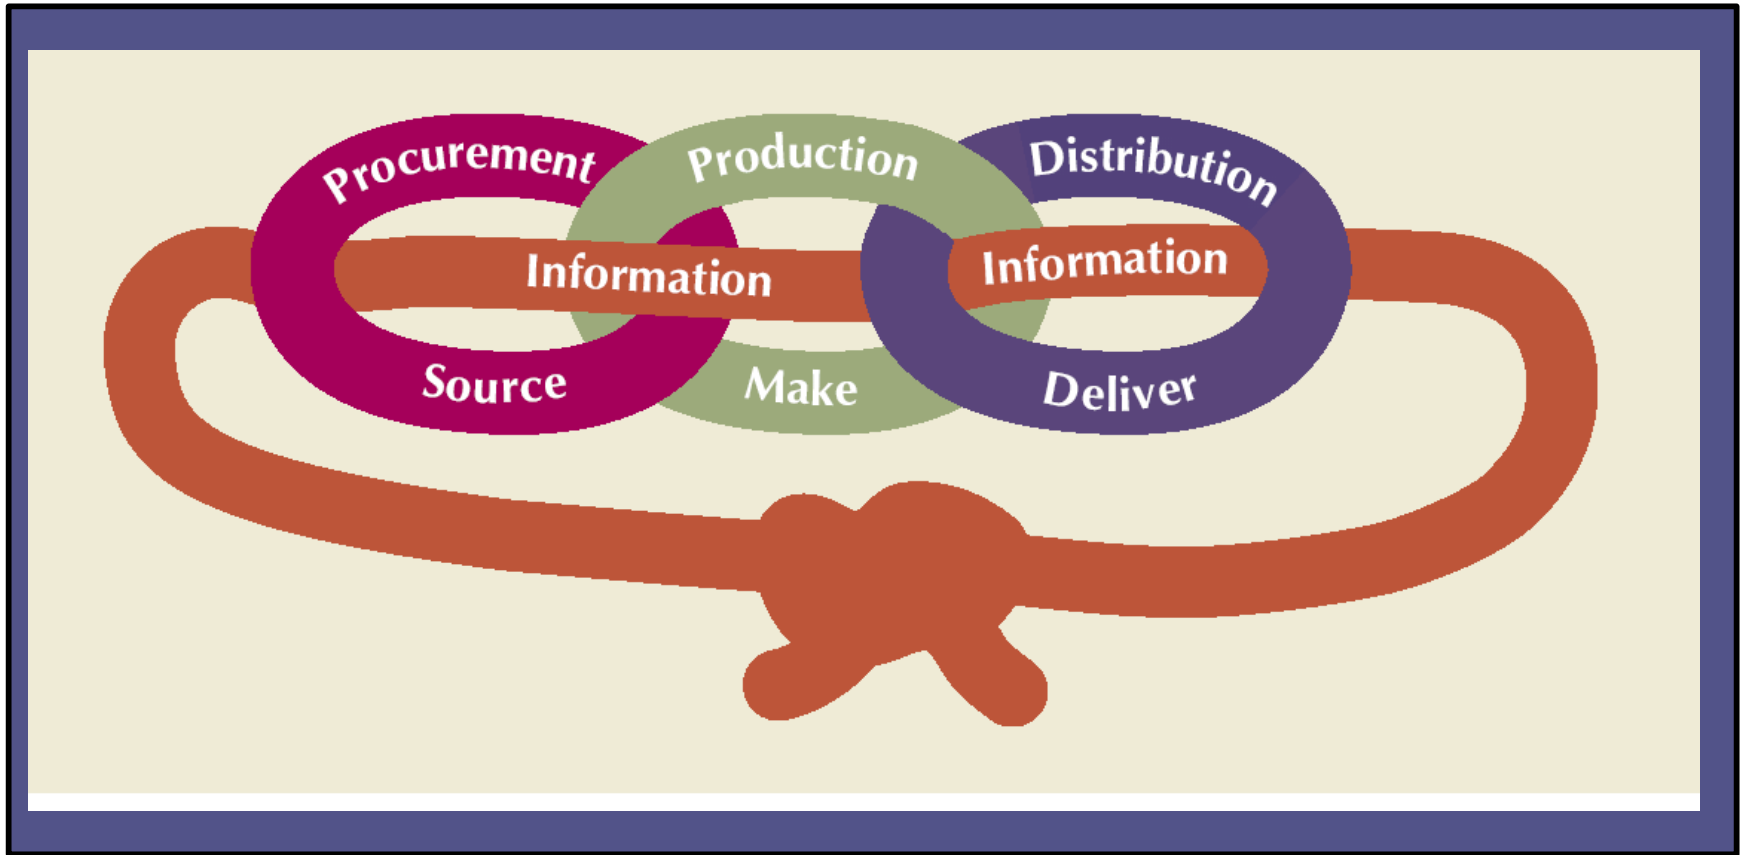 Procurement
Production
Distribution
Information
Information
Source
Make
Deliver